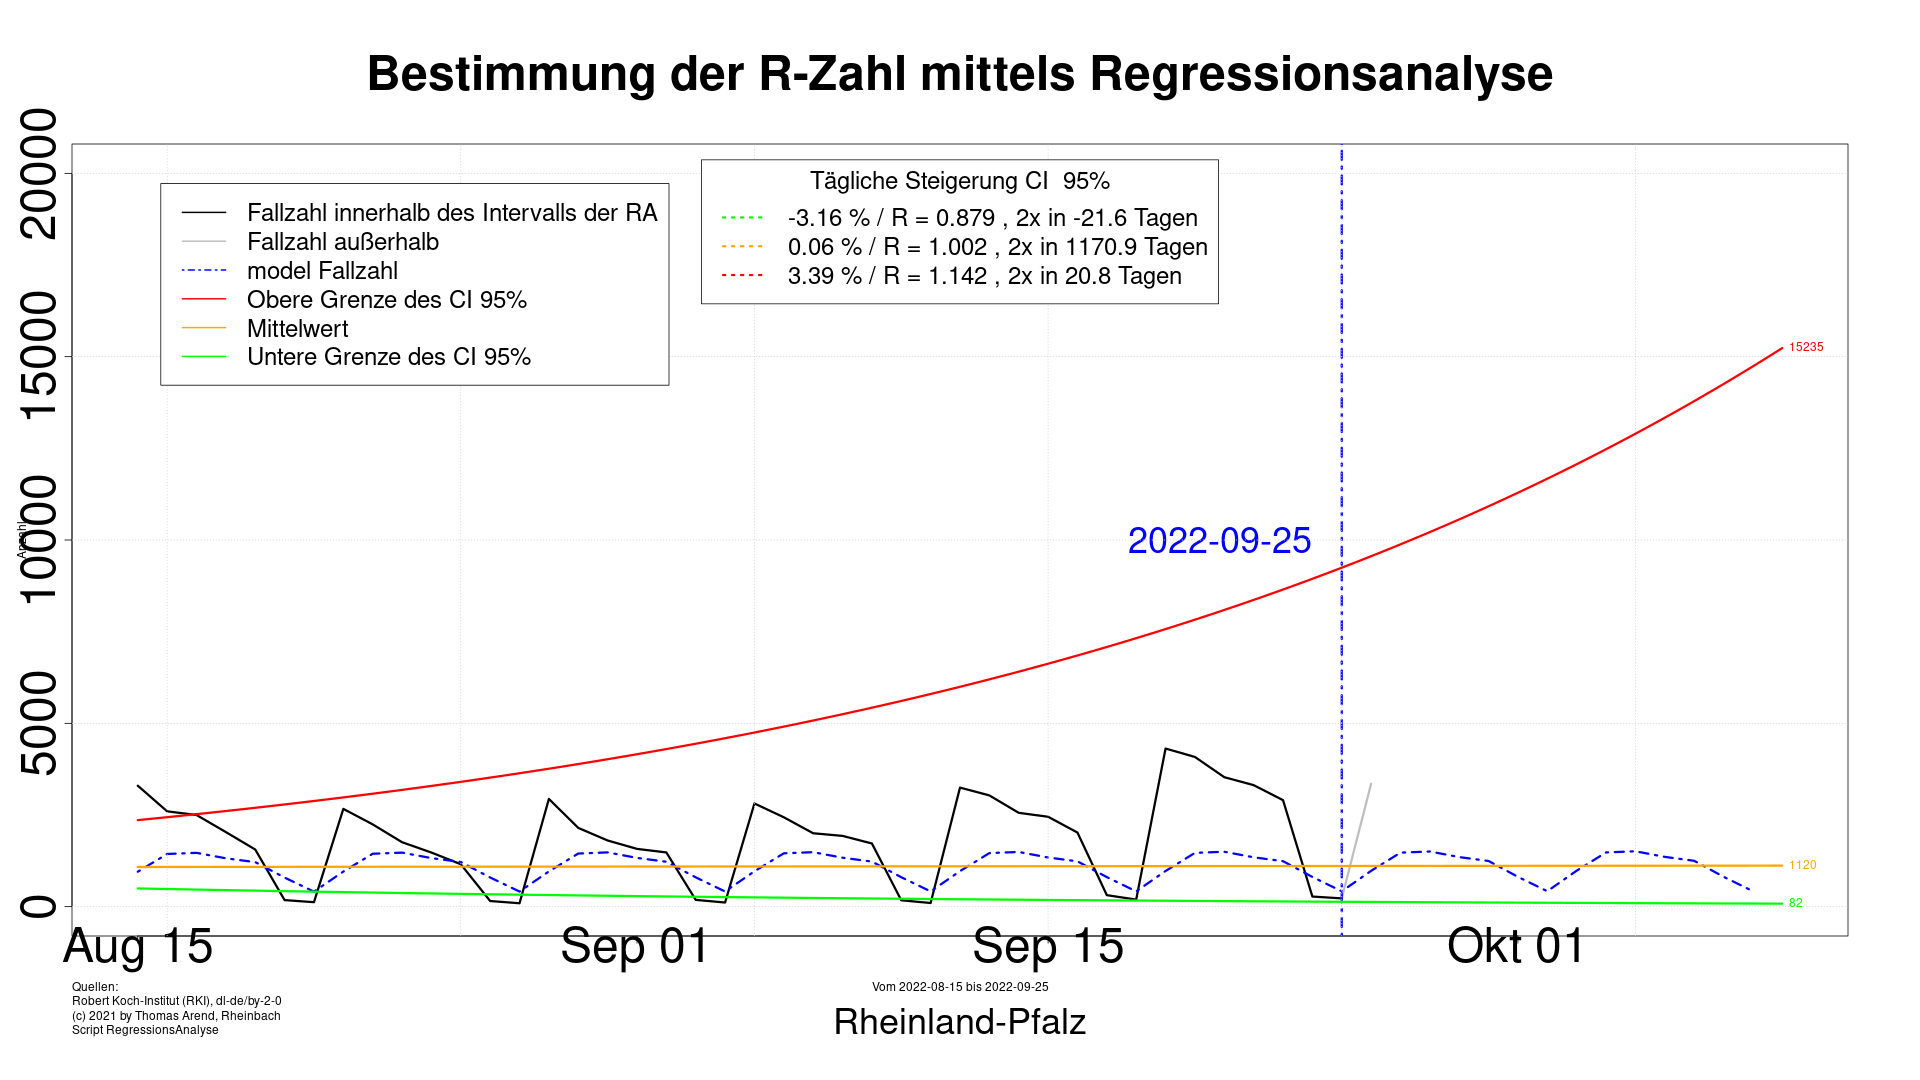 Bestimmung der R-Zahl mittels Regressionsanalyse
Anzahl
20000
15000
10000
5000
0
Fallzahl innerhalb des Intervalls der RA
Fallzahl außerhalb
model Fallzahl
Obere Grenze des CI 95%
Mittelwert
Untere Grenze des CI 95%
Tägliche Steigerung CI  95%
-3.16 % / R = 0.879 , 2x in -21.6 Tagen
0.06 % / R = 1.002 , 2x in 1170.9 Tagen
3.39 % / R = 1.142 , 2x in 20.8 Tagen
2022-09-25
15235
1120
82
Aug 15
Sep 01
Sep 15
Okt 01
Quellen:
Robert Koch-Institut (RKI), dl-de/by-2-0
(c) 2021 by Thomas Arend, Rheinbach
Script RegressionsAnalyse
Vom 2022-08-15 bis 2022-09-25
Rheinland-Pfalz